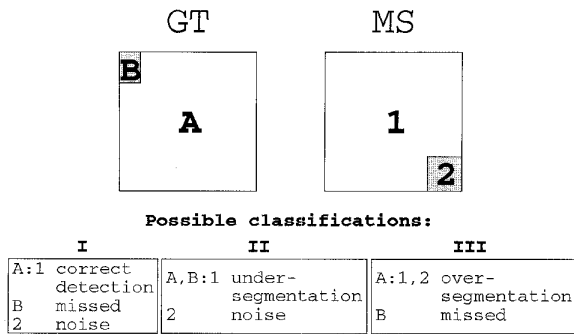 GT MS
B
A 1
2
Possible classifications:
I II III
A:1 correct
detection
B missed
2 noise
A,B:1 under-
segmentation
2 noise
A:1,2 over-
segmentation
B missed